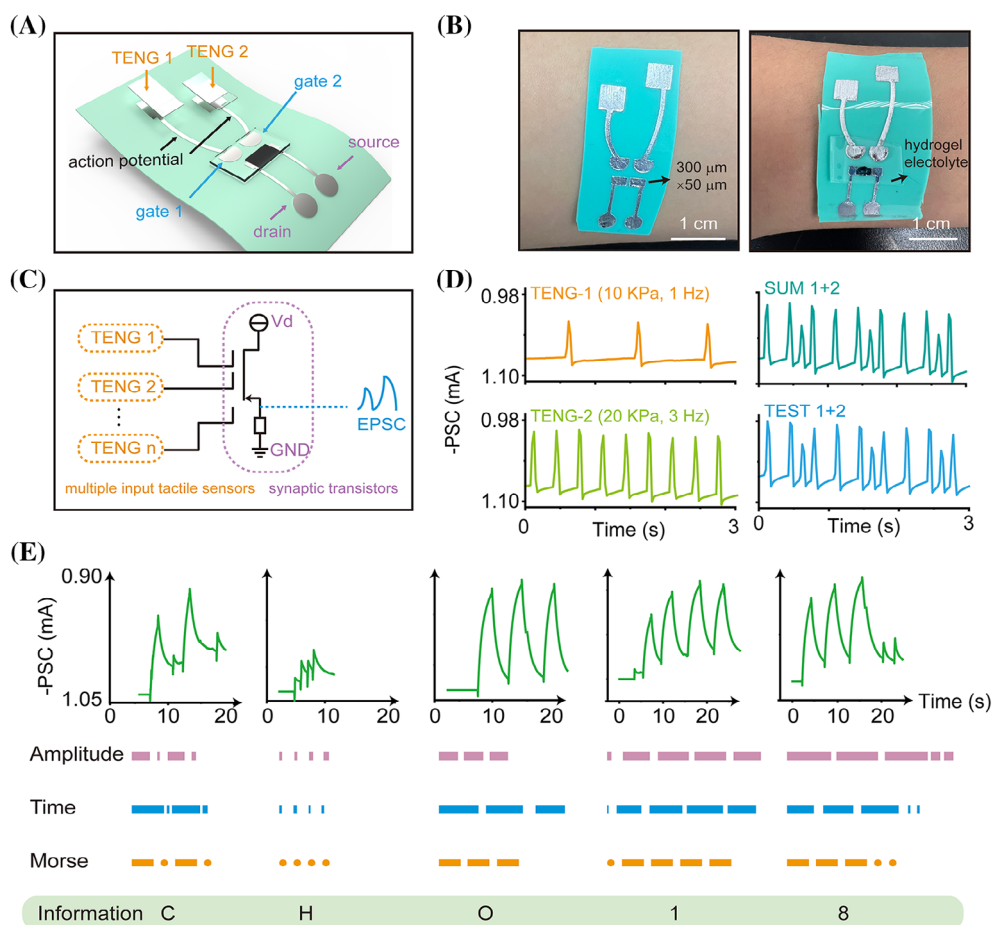 (A)
TENG 1
TENG 2
gate 2
action potential
source
gate 1
drain
(B)
300 μm
×50 μm
1 cm
hydrogel
electolyte
1 cm
(C)
TENG 1
TENG 2
TENG n
Vd
EPSC
GND
multiple input tactile sensors
synaptic transistors
(D)
-PSC (mA)
0.98
1.10
TENG-1 (10 KPa, 1 Hz)
SUM 1+2
0.98
1.10
TENG-2 (20 KPa, 3 Hz)
TEST 1+2
0
Time (s)
3
0
Time (s)
3
(E)
-PSC (mA)
0.90
1.05
0 10 20
0 10 20
0 10 20
0 10 20
0 10 20
Time (s)
Amplitude
Time
Morse
Information C H O 1 8